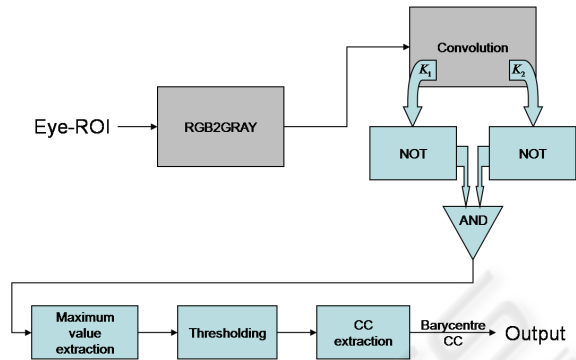 Convolution
K1
K2
Eye-ROI
RGB2GRAY
NOT
NOT
AND
Maximum
value
extraction
Thresholding
CC
extraction
Barycentre
CC
Output